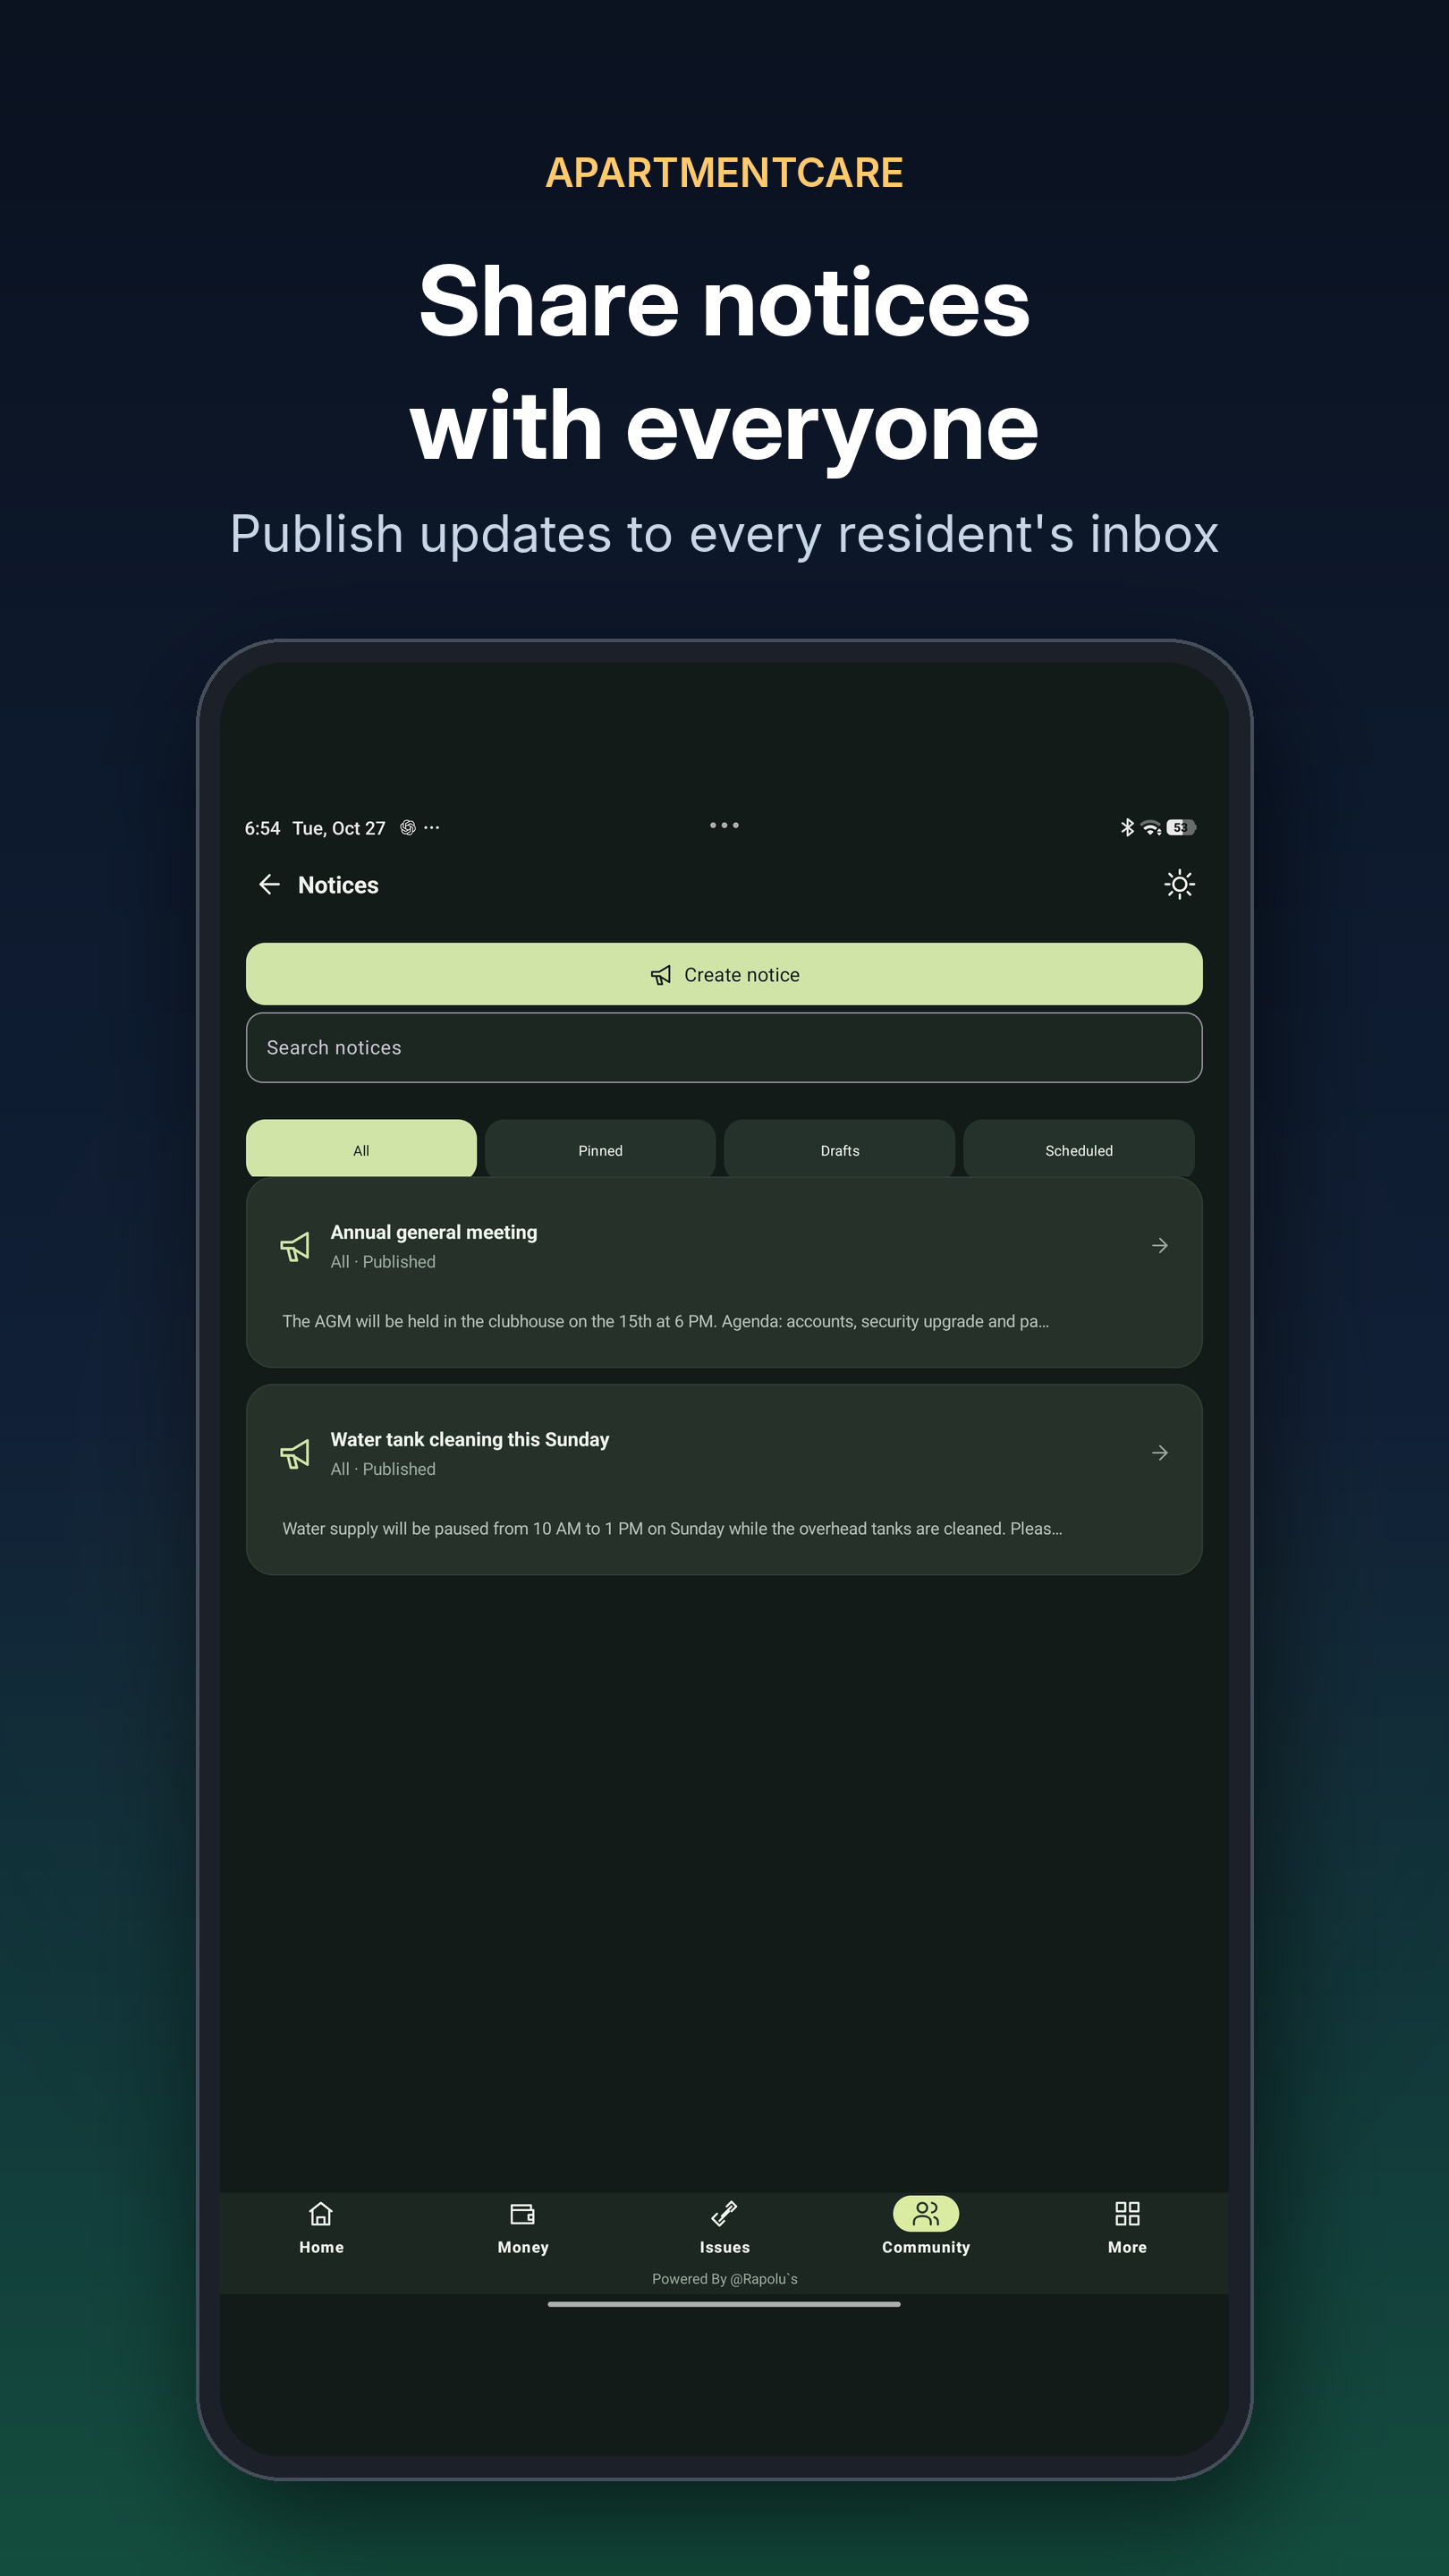 APARTMENTCARE
Share notices
with everyone
Publish updates to every resident's inbox
6:54 Tue, Oct 27
53
Notices
Create notice
Search notices
All
Pinned
Drafts
Scheduled
Annual general meeting
All · Published
The AGM will be held in the clubhouse on the 15th at 6 PM. Agenda: accounts, security upgrade and pa...
Water tank cleaning this Sunday
All · Published
Water supply will be paused from 10 AM to 1 PM on Sunday while the overhead tanks are cleaned. Pleas...
Home
Money
Issues
Community
More
Powered By @Rapolu`s